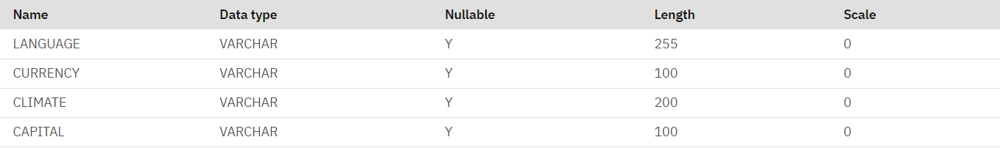 Name Data type Nullable Length Scale
LANGUAGE VARCHAR Y 255 0
CURRENCY VARCHAR Y 100 0
CLIMATE VARCHAR Y 200 0
CAPITAL VARCHAR Y 100 0